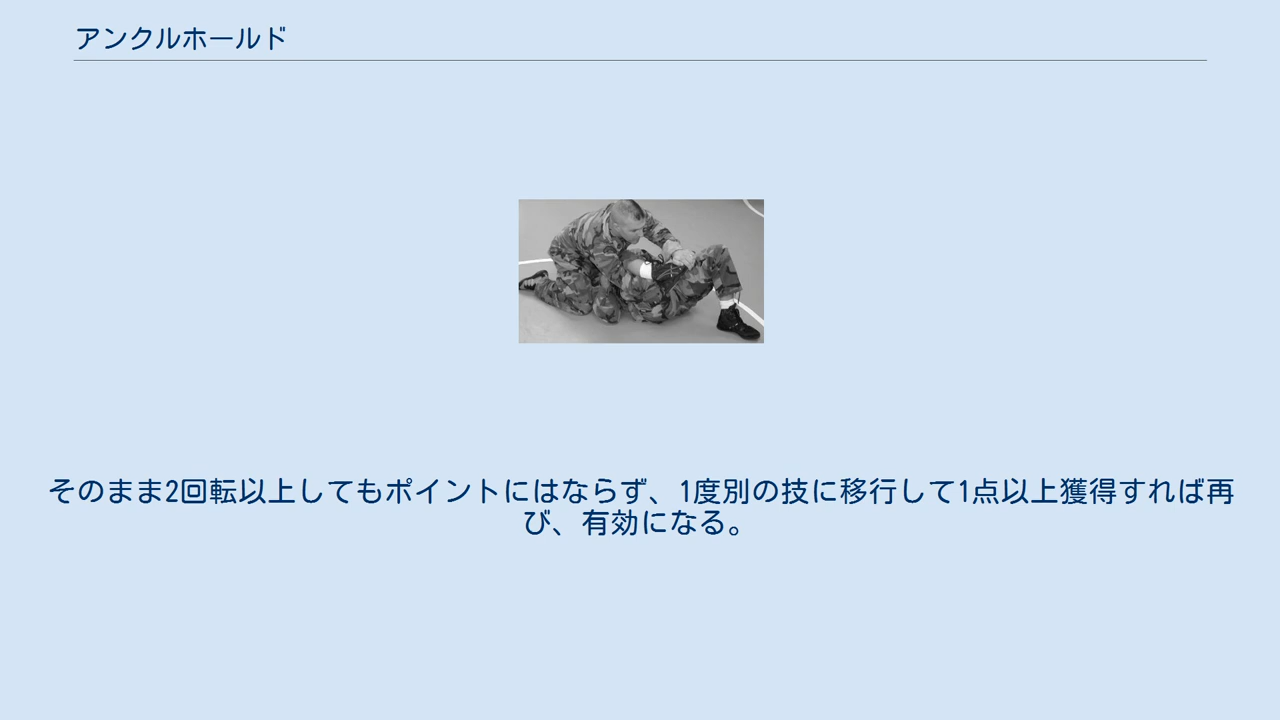 アンクルホールド
そのまま2回転以上してもポイントにはならず、1度別の技に移行して1点以上獲得すれば再
び、有効になる。